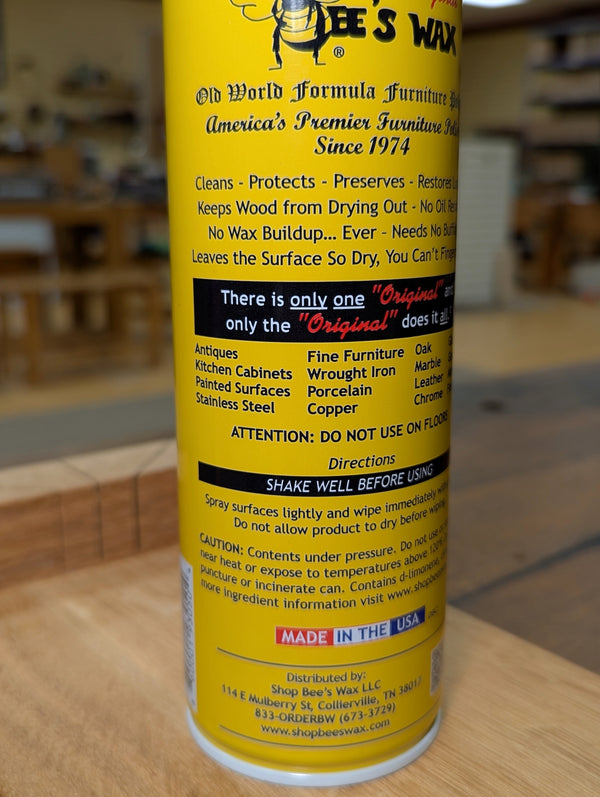 BEE'S WAX
®
Old World Formula Furniture
America's Premier Furniture
Since 1974
Cleans - Protects - Preserves - Restores
Keeps Wood from Drying Out - No Oil
No Wax Buildup... Ever - Needs No
Leaves the Surface So Dry, You Can't
There is only one "Original"
only the "Original" does it all.
Antiques Fine Furniture Oak
Kitchen Cabinets Wrought Iron Marble
Painted Surfaces Porcelain Leather
Stainless Steel Copper Chrome
ATTENTION: DO NOT USE ON FLOORS
Directions
SHAKE WELL BEFORE USING
Spray surfaces lightly and wipe immediately
Do not allow product to dry before
CAUTION: Contents under pressure. Do not use
near heat or expose to temperatures above
puncture or incinerate can. Contains d-limonene,
more ingredient information visit
MADE IN THE USA
Distributed by:
Shop Bee's Wax LLC
114 E Mulberry St, Collierville, TN 38017
833-ORDERBW (673-3729)
www.shopbeeswax.com